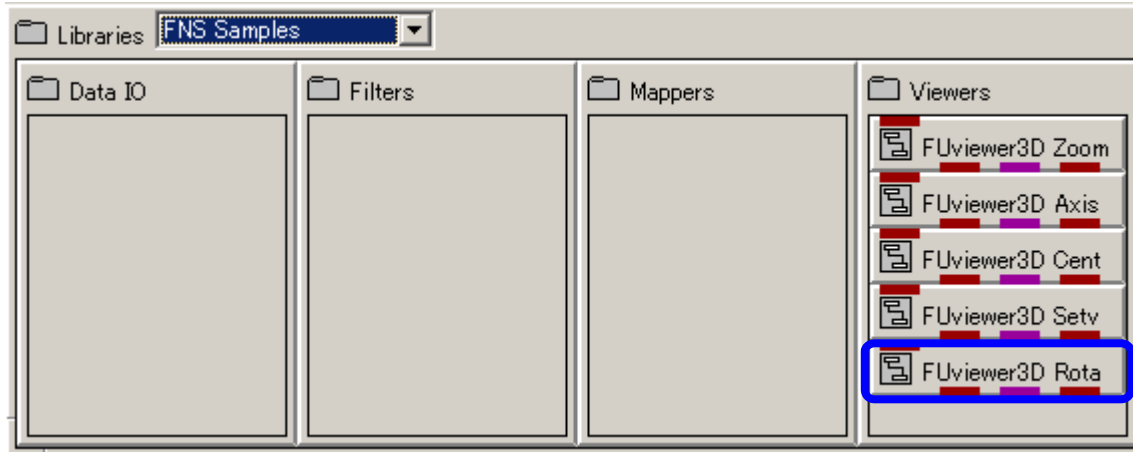 Libraries FNS Samples
Data IO
Filters
Mappers
Viewers
FUviewer3D Zoom
FUviewer3D Axis
FUviewer3D Cent
FUviewer3D Setv
FUviewer3D Rota